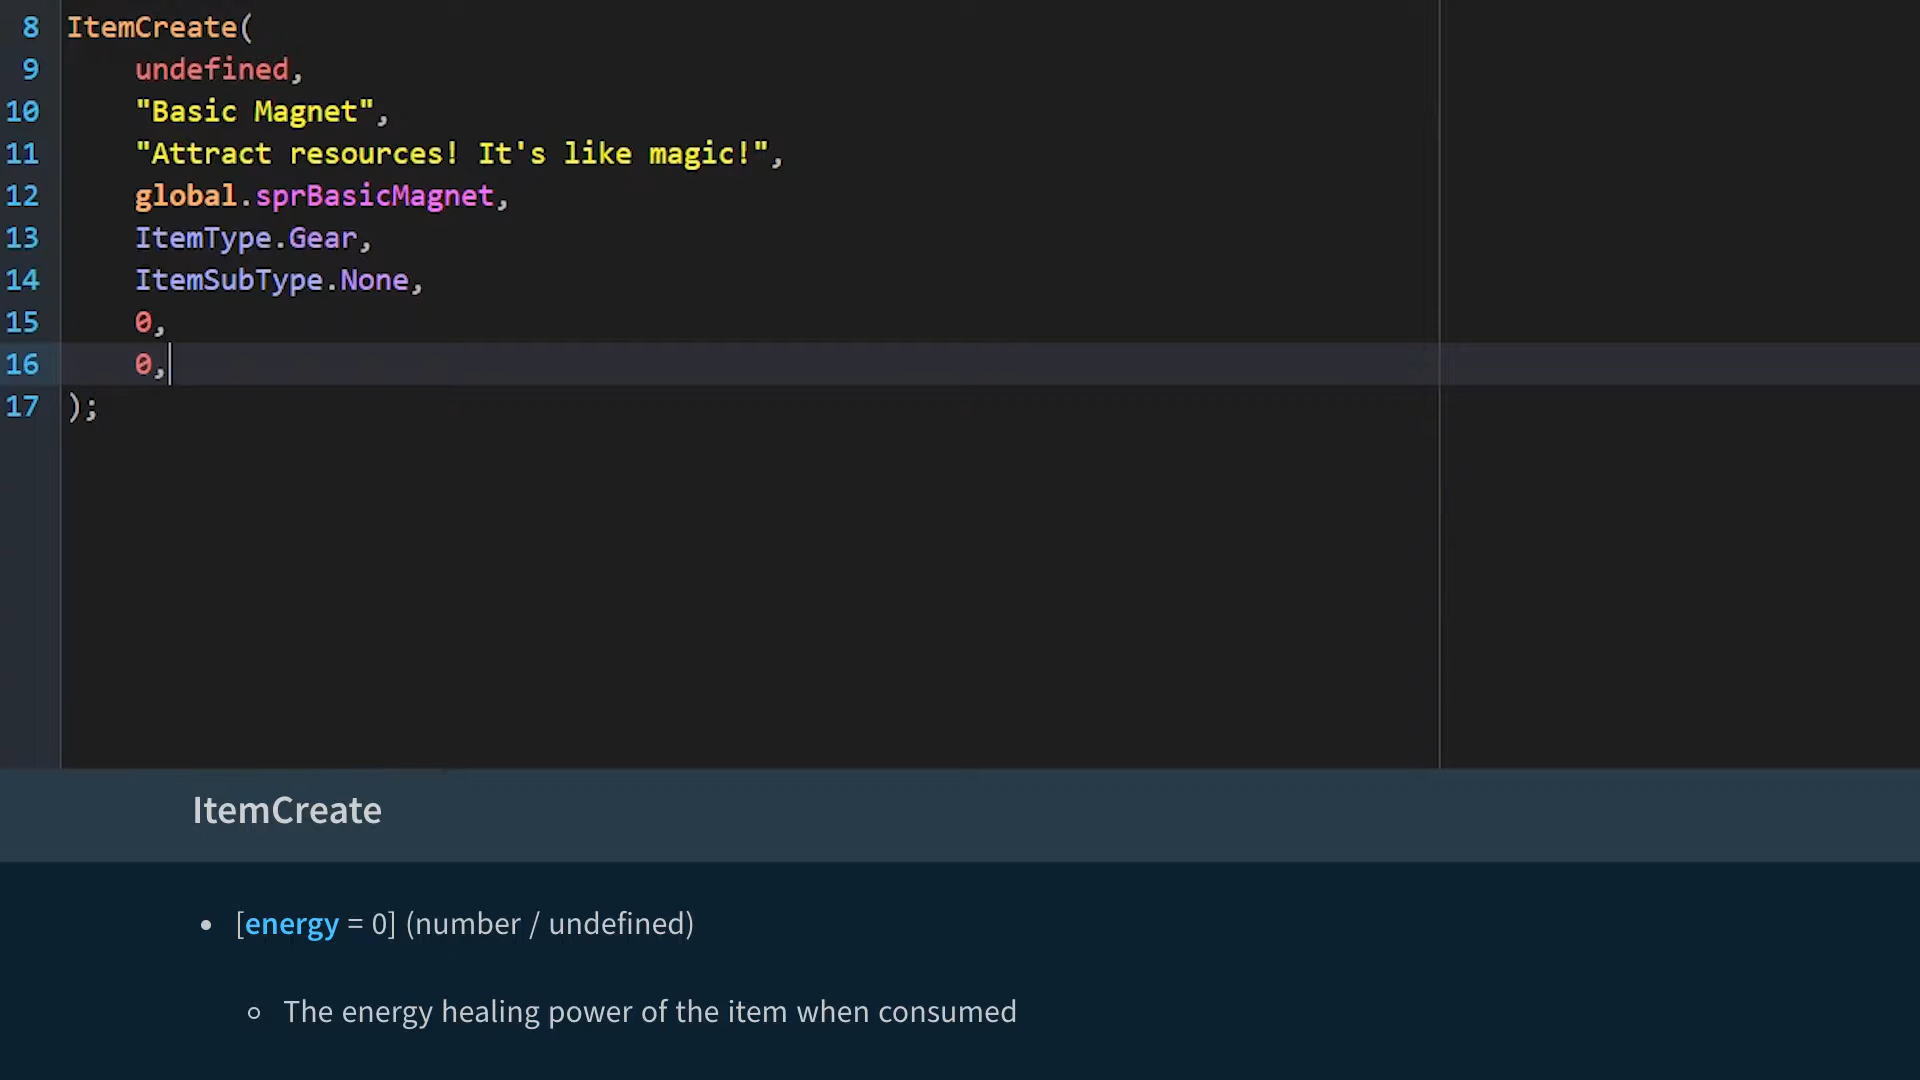 8 ItemCreate(
9 undefined,
10 "Basic Magnet",
11 "Attract resources! It's like magic!",
12 global.sprBasicMagnet,
13 ItemType.Gear,
14 ItemSubType.None,
15 0,
16 0,
17 );
ItemCreate
• [energy = 0] (number / undefined)
○ The energy healing power of the item when consumed